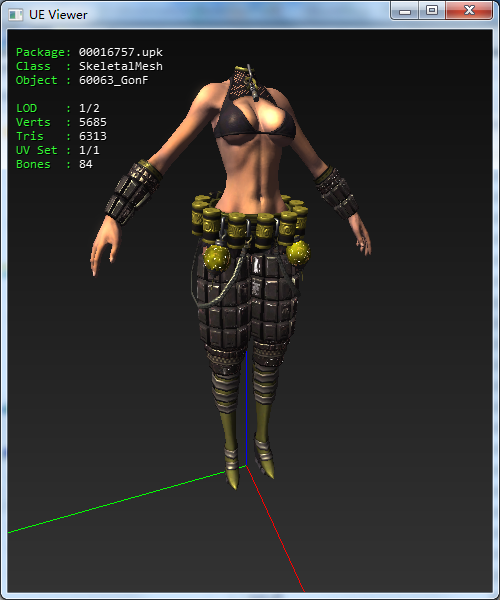 UE Viewer
Package: 00016757.upk
Class : SkeletalMesh
Object : 60063_GonF
LOD : 1/2
Verts : 5685
Tris : 6313
UV Set : 1/1
Bones : 84